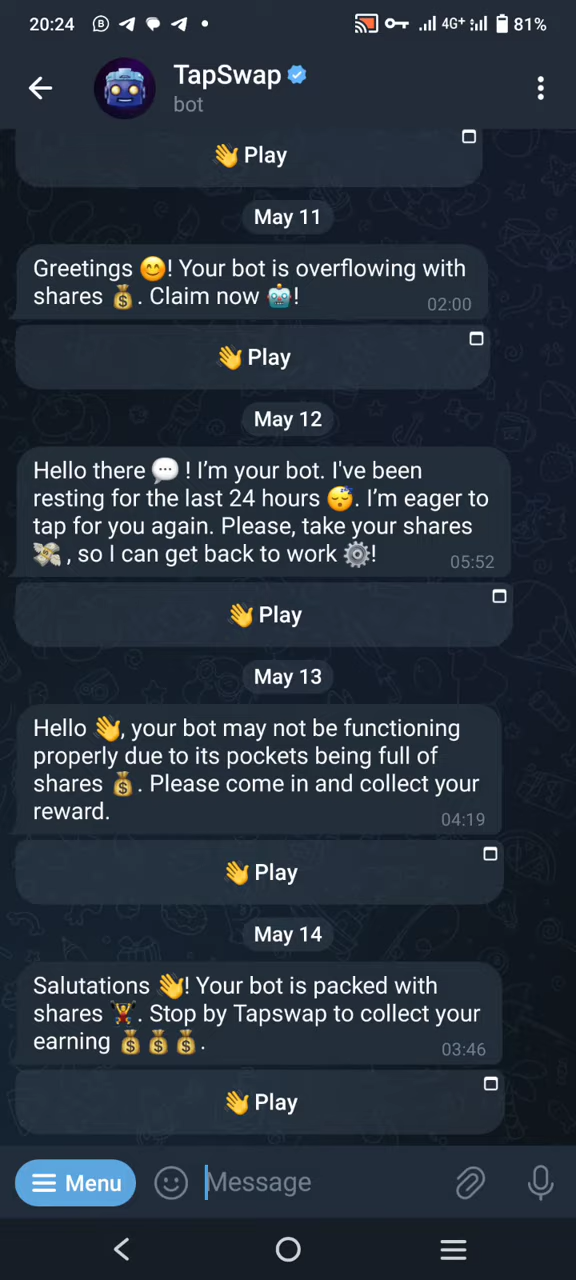 20:24 4G+ 81%
TapSwap
bot
👋 Play
May 11
Greetings 😊! Your bot is overflowing with
shares 💰. Claim now 🤖!
02:00
👋 Play
May 12
Hello there 💬 ! I’m your bot. I've been
resting for the last 24 hours 😴. I’m eager to
tap for you again. Please, take your shares
💸 , so I can get back to work ⚙️!
05:52
👋 Play
May 13
Hello 👋, your bot may not be functioning
properly due to its pockets being full of
shares 💰. Please come in and collect your
reward.
04:19
👋 Play
May 14
Salutations 👋! Your bot is packed with
shares 🏋️. Stop by Tapswap to collect your
earning 💰 💰 💰.
03:46
👋 Play
Menu
Message